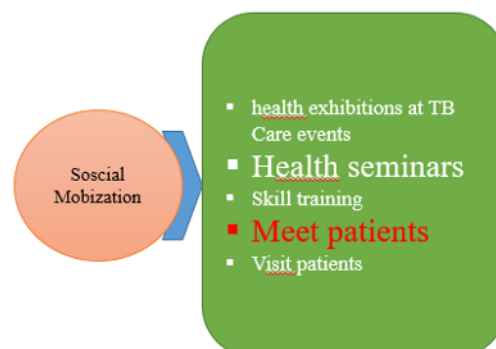 Soscial
Mobization
health exhibitions at TB
Care events
Health seminars
Skill training
Meet patients
Visit patients